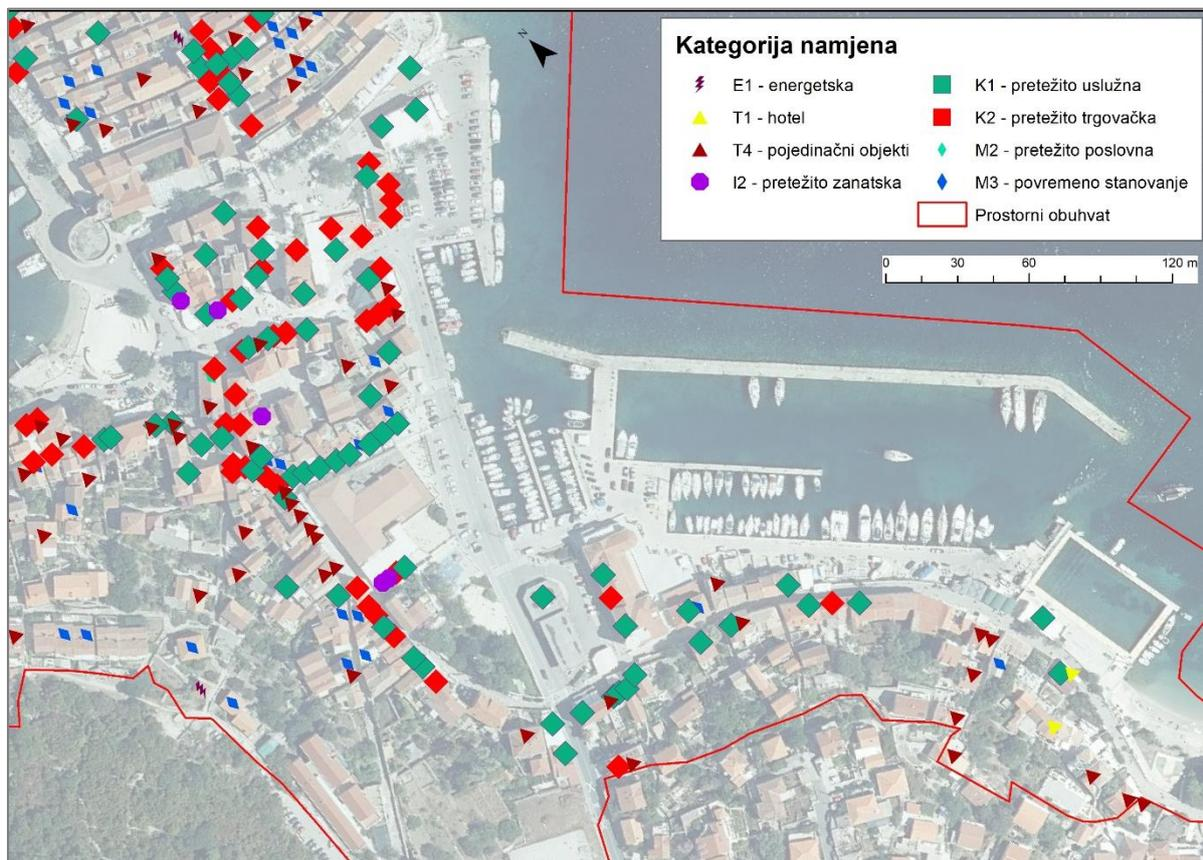 Kategorija namjena
E1 - energetska
T1 - hotel
T4 - pojedinačni objekti
I2 - pretežito zanatska
K1 - pretežito uslužna
K2 - pretežito trgovačka
M2 - pretežito poslovna
M3 - povremeno stanovanje
Prostorni obuhvat
N
0 30 60 120 m